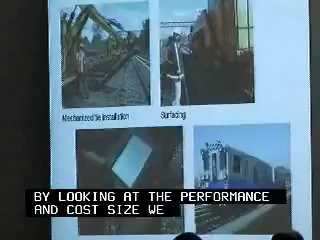 Mechanized tie installation
Surfacing
BY LOOKING AT THE PERFORMANCE
AND COST SIZE WE